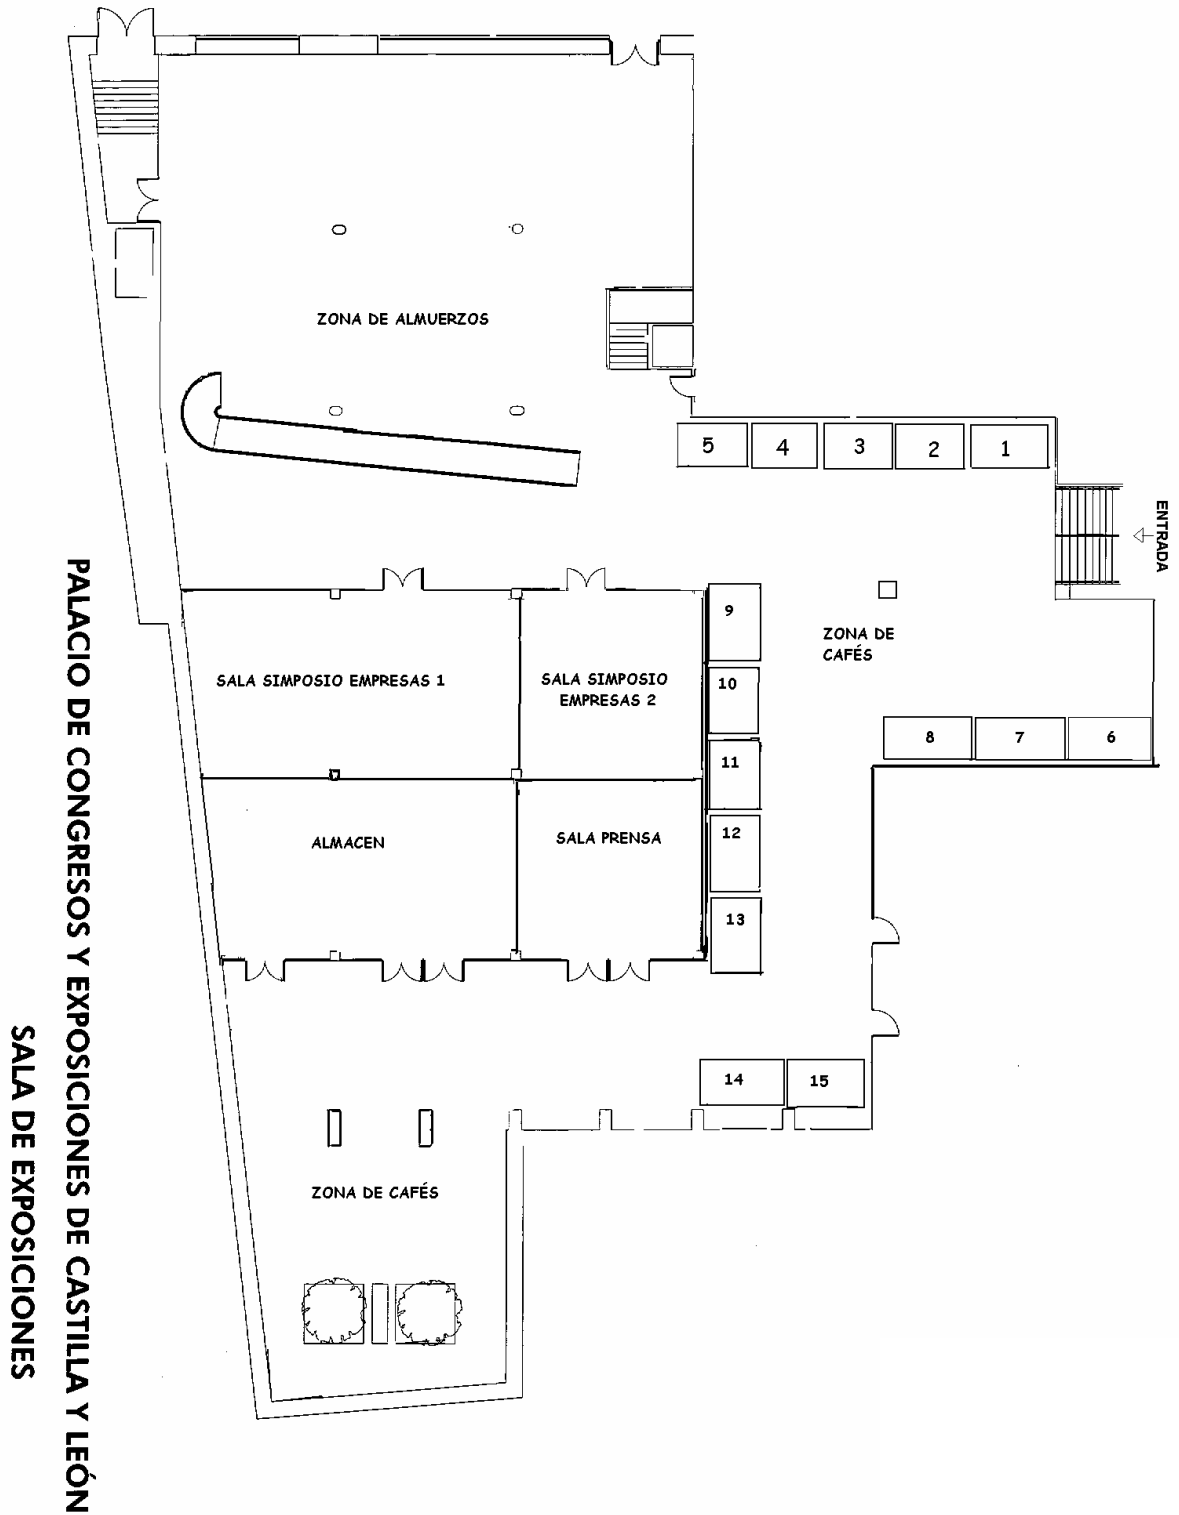 ZONA DE ALMUERZOS
5
4
3
2
1
ENTRADA
9
ZONA DE
CAFÉS
SALA SIMPOSIO EMPRESAS 1
SALA SIMPOSIO
EMPRESAS 2
10
8
7
6
11
ALMACEN
SALA PRENSA
12
13
14
15
ZONA DE CAFÉS
PALACIO DE CONGRESOS Y EXPOSICIONES DE CASTILLA Y LEÓN
SALA DE EXPOSICIONES